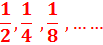 1/2, 1/4, 1/8, ... ...